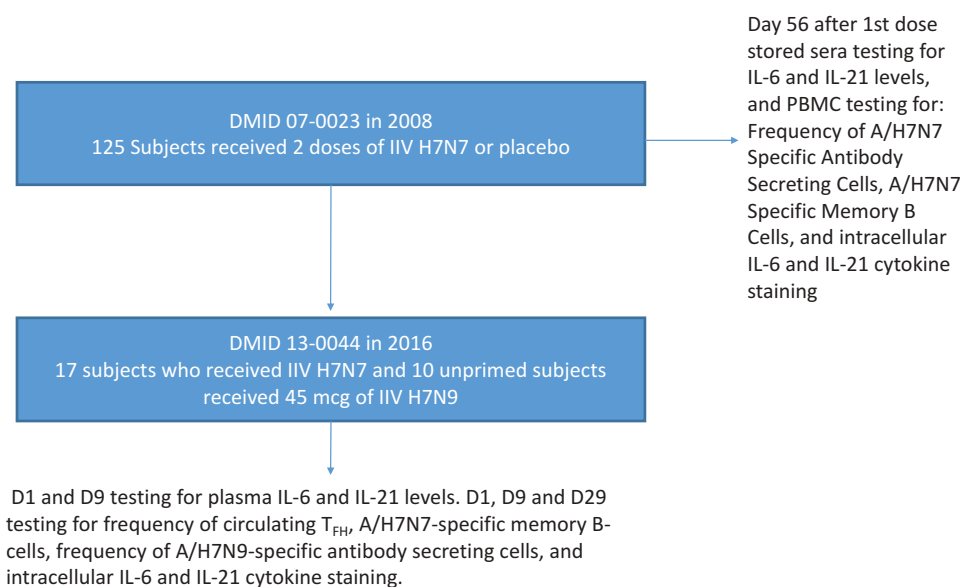 DMID 07-0023 in 2008
125 Subjects received 2 doses of IIV H7N7 or placebo
Day 56 after 1st dose
stored sera testing for
IL-6 and IL-21 levels,
and PBMC testing for:
Frequency of A/H7N7
Specific Antibody
Secreting Cells, A/H7N7
Specific Memory B
Cells, and intracellular
IL-6 and IL-21 cytokine
staining
DMID 13-0044 in 2016
17 subjects who received IIV H7N7 and 10 unprimed subjects
received 45 mcg of IIV H7N9
D1 and D9 testing for plasma IL-6 and IL-21 levels. D1, D9 and D29
testing for frequency of circulating TFH, A/H7N7-specific memory B-
cells, frequency of A/H7N9-specific antibody secreting cells, and
intracellular IL-6 and IL-21 cytokine staining.